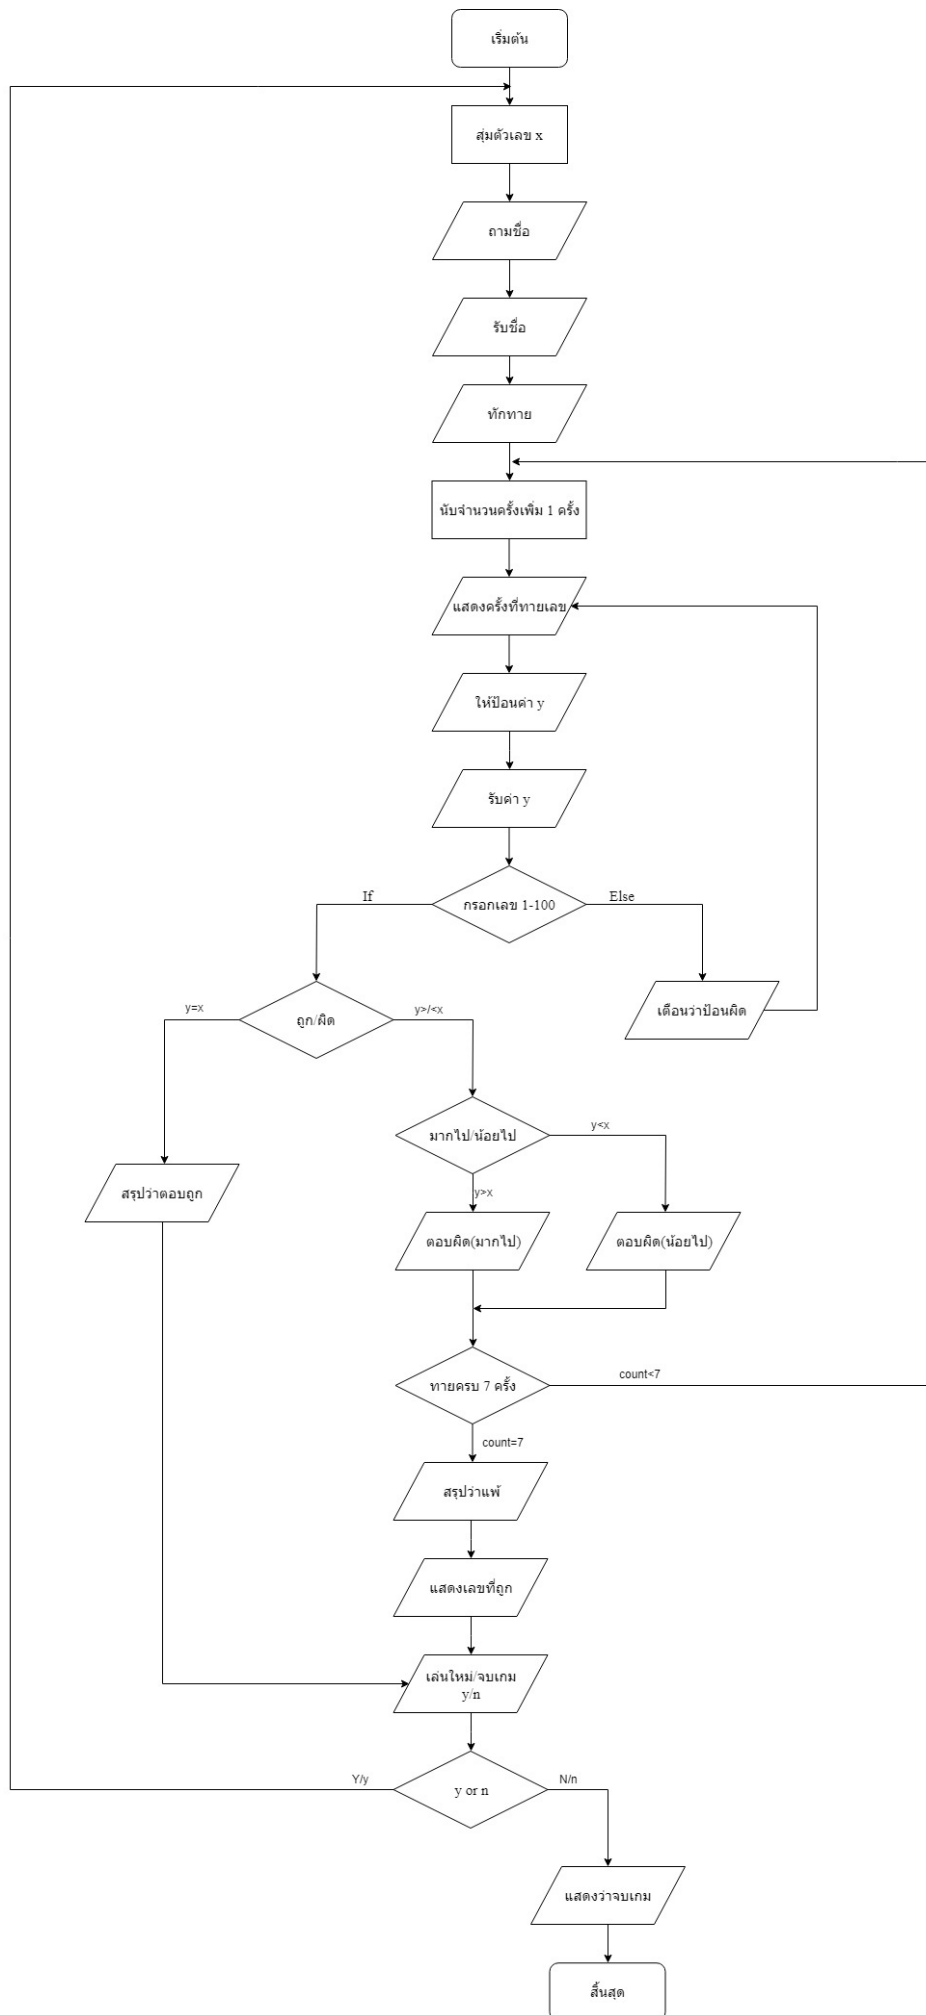 เริ่มต้น
สุ่มตัวเลข x
ถามชื่อ
รับชื่อ
ทักทาย
นับจำนวนครั้งเพิ่ม 1 ครั้ง
แสดงครั้งที่ทายเลข
ให้ป้อนค่า y
รับค่า y
If
กรอกเลข 1-100
Else
y=x
ถูก/ผิด
y>/<x
เตือนว่าป้อนผิด
มากไป/น้อยไป
y<x
สรุปว่าตอบถูก
y>x
ตอบผิด(มากไป)
ตอบผิด(น้อยไป)
ทายครบ 7 ครั้ง
count<7
count=7
สรุปว่าแพ้
แสดงเลขที่ถูก
เล่นใหม่/จบเกม
y/n
Y/y
y or n
N/n
แสดงว่าจบเกม
สิ้นสุด